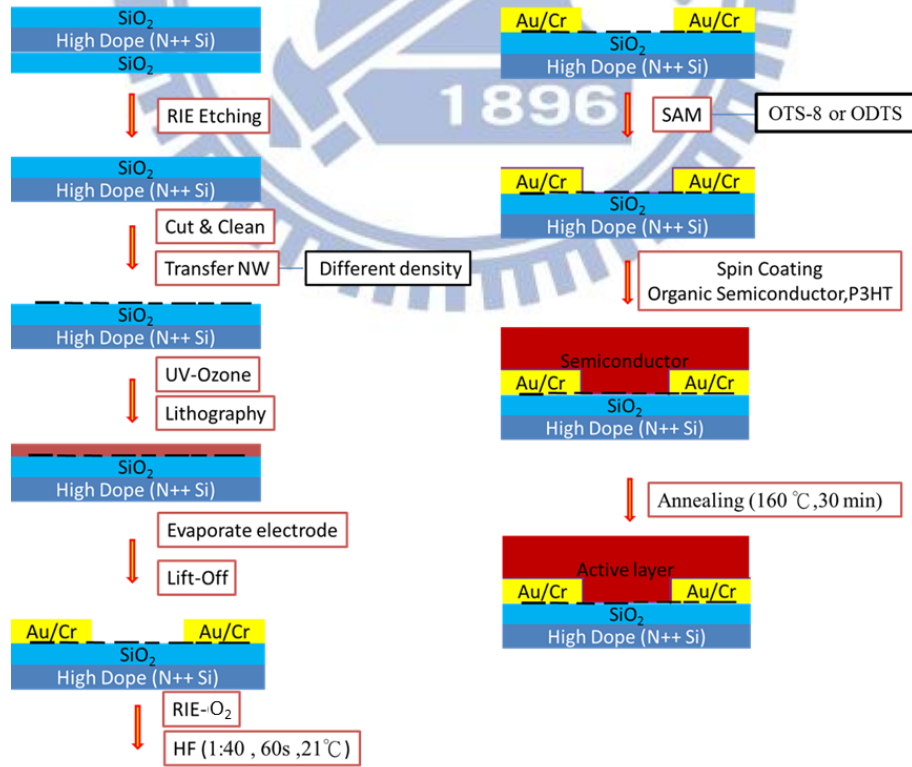 SiO₂
High Dope (N++ Si)
SiO₂
RIE Etching
SiO₂
High Dope (N++ Si)
Cut & Clean
Transfer NW
Different density
SiO₂
High Dope (N++ Si)
UV-Ozone
Lithography
SiO₂
High Dope (N++ Si)
Evaporate electrode
Lift-Off
Au/Cr
Au/Cr
SiO₂
High Dope (N++ Si)
RIE-O₂
HF (1:40 , 60s ,21℃)
Au/Cr
Au/Cr
SiO₂
High Dope (N++ Si)
1896
SAM
OTS-8 or ODTS
Au/Cr
Au/Cr
SiO₂
High Dope (N++ Si)
Spin Coating
Organic Semiconductor,P3HT
Semiconductor
Au/Cr
Au/Cr
SiO₂
High Dope (N++ Si)
Annealing (160 ℃,30 min)
Active layer
Au/Cr
Au/Cr
SiO₂
High Dope (N++ Si)